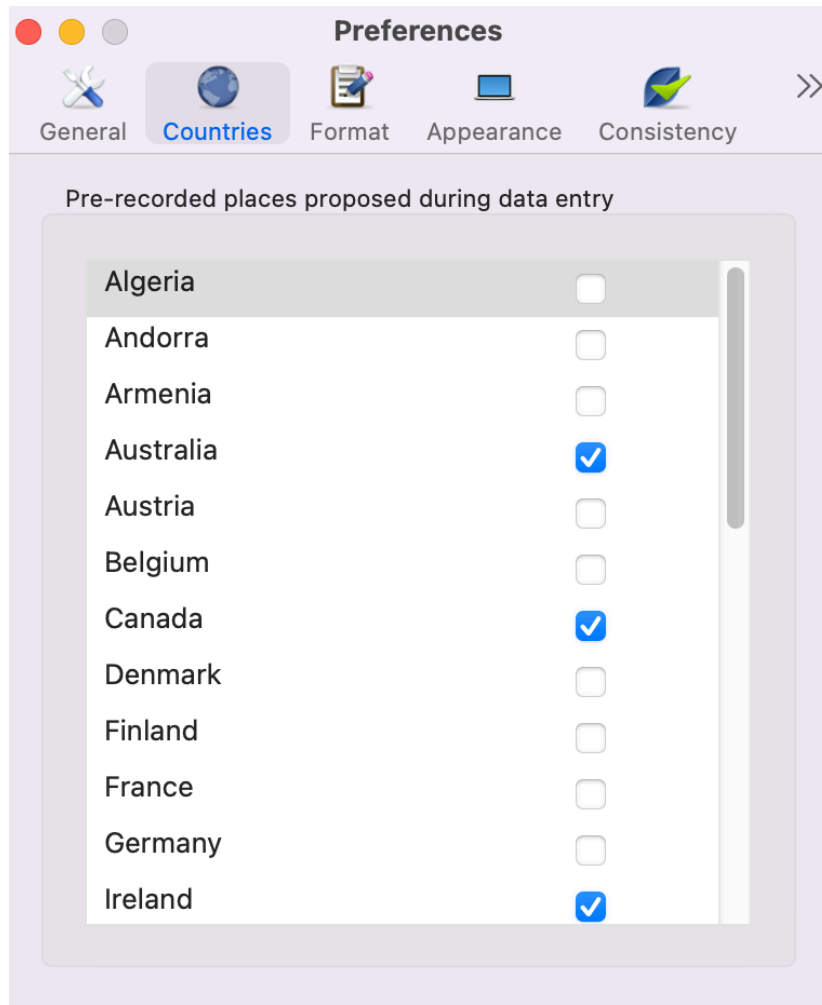 Preferences
General Countries Format Appearance Consistency
Pre-recorded places proposed during data entry
Algeria
Andorra
Armenia
Australia
Austria
Belgium
Canada
Denmark
Finland
France
Germany
Ireland